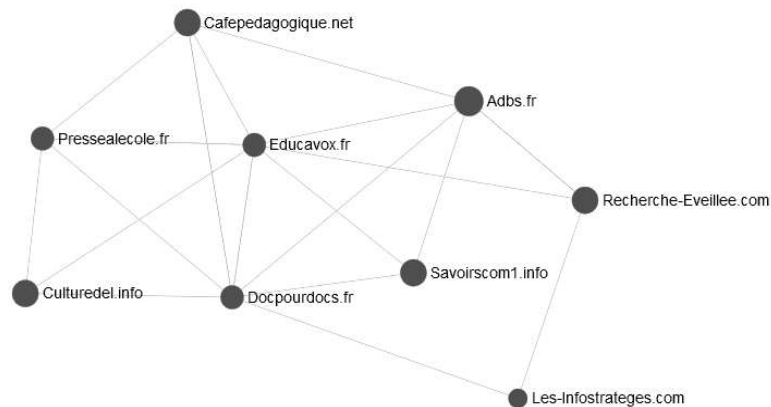 Cafepedagogique.net
Adbs.fr
Pressealecole.fr
Educavox.fr
Recherche-Eveillee.com
Savoirscom1.info
Culturedel.info
Docpourdocs.fr
Les-Infostrateges.com